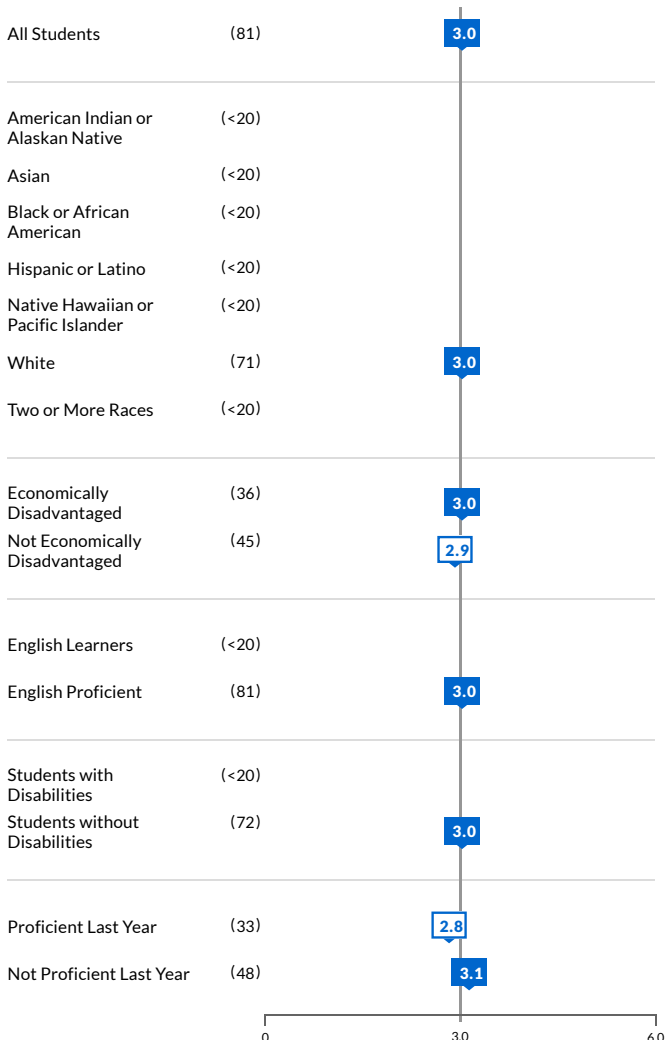 All Students (81) 3.0
American Indian or (<20)
Alaskan Native
Asian (<20)
Black or African (<20)
American
Hispanic or Latino (<20)
Native Hawaiian or (<20)
Pacific Islander
White (71) 3.0
Two or More Races (<20)
Economically (36) 3.0
Disadvantaged
Not Economically (45) 2.9
Disadvantaged
English Learners (<20)
English Proficient (81) 3.0
Students with (<20)
Disabilities
Students without (72) 3.0
Disabilities
Proficient Last Year (33) 2.8
Not Proficient Last Year (48) 3.1
0 3.0 6.0